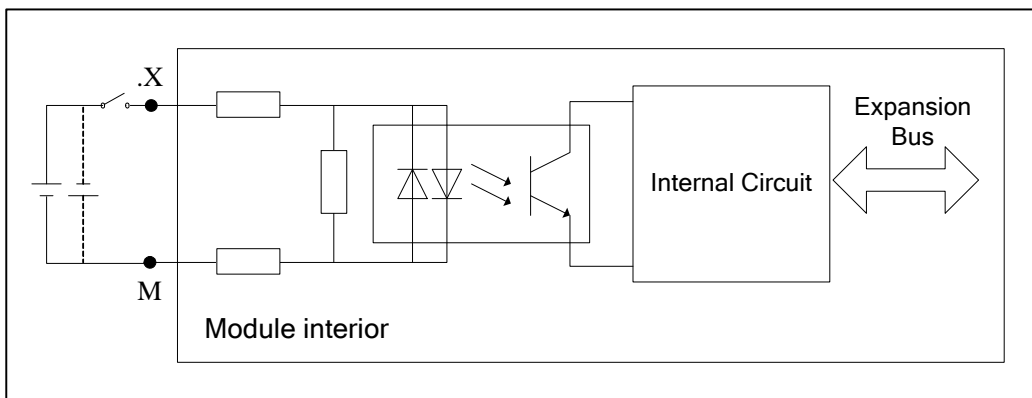 .X
Expansion
Bus
Internal Circuit
M
Module interior